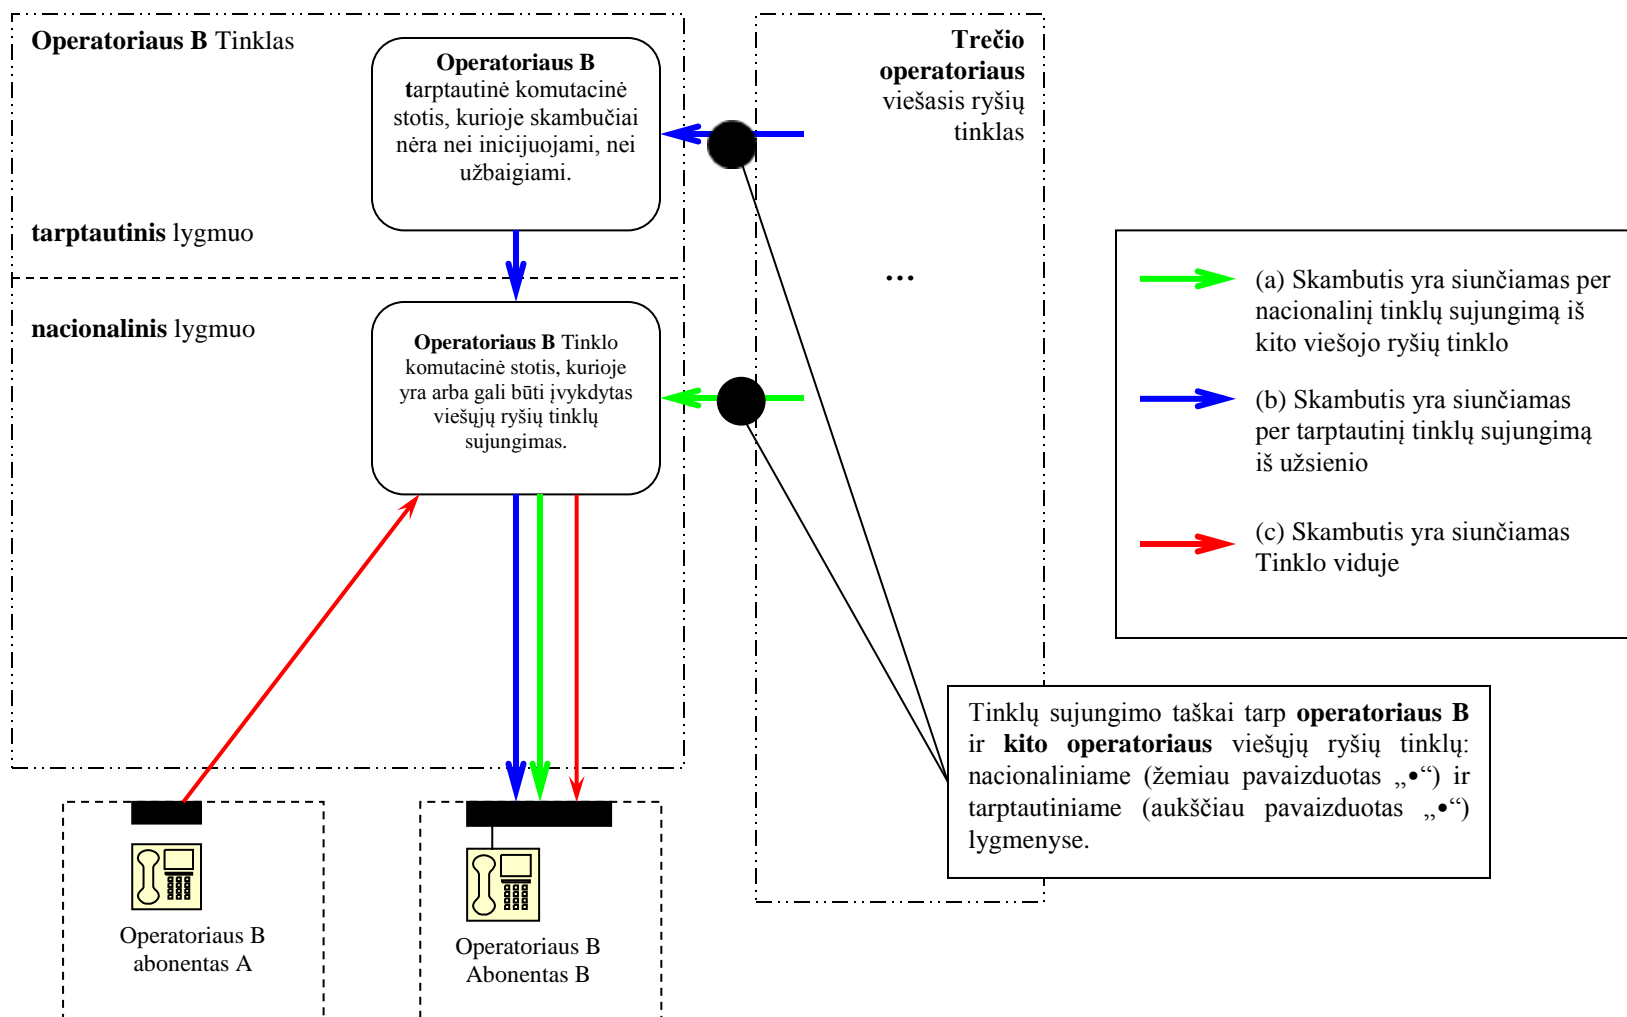 Operatoriaus B Tinklas
Operatoriaus B
tarptautinė komutacinė
stotis, kurioje skambučiai
nėra nei inicijuojami, nei
užbaigiami.
Trečio
operatoriaus
viešasis ryšių
tinklas
tarptautinis lygmuo
...
nacionalinis lygmuo
Operatoriaus B Tinklo
komutacinė stotis, kurioje
yra arba gali būti įvykdytas
viešųjų ryšių tinklų
sujungimas.
(a) Skambutis yra siunčiamas per
nacionalinį tinklų sujungimą iš
kito viešojo ryšių tinklo
(b) Skambutis yra siunčiamas
per tarptautinį tinklų sujungimą
iš užsienio
(c) Skambutis yra siunčiamas
Tinklo viduje
Tinklų sujungimo taškai tarp operatoriaus B
ir kito operatoriaus viešųjų ryšių tinklų:
nacionaliniame (žemiau pavaizduotas „•“) ir
tarptautiniame (aukščiau pavaizduotas „•“)
lygmenyse.
Operatoriaus B
abonentas A
Operatoriaus B
Abonentas B